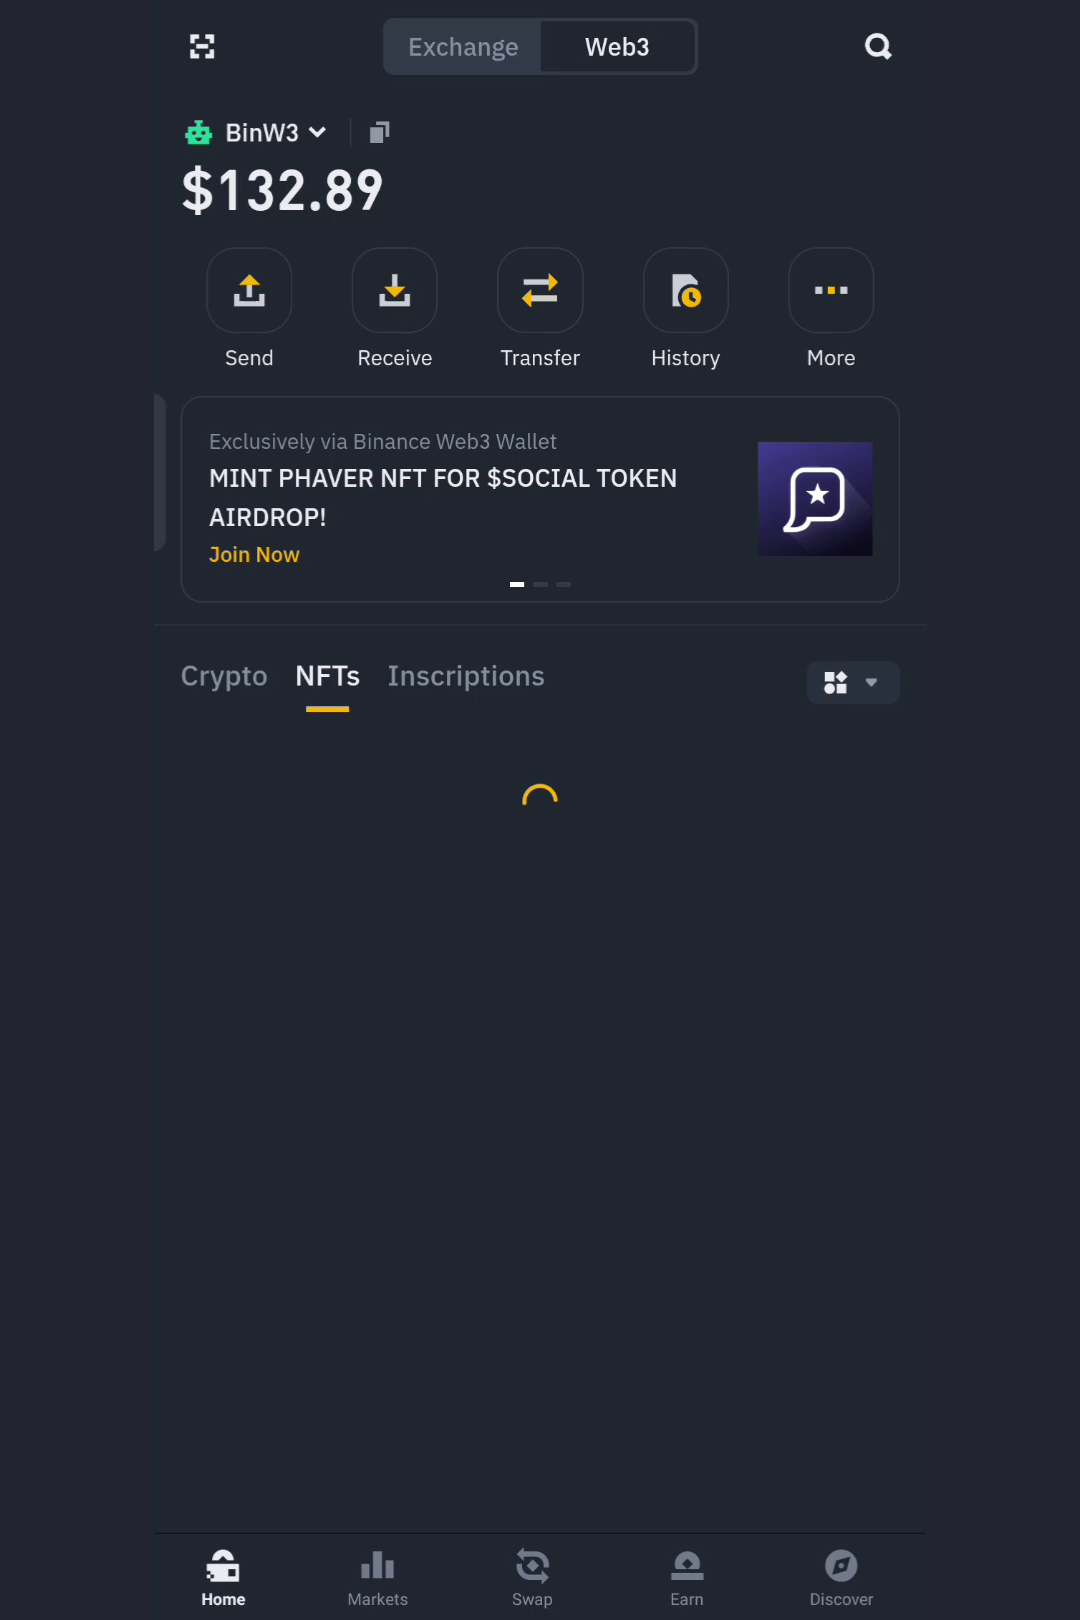 Exchange Web3
BinW3
$132.89
Send Receive Transfer History More
Exclusively via Binance Web3 Wallet
MINT PHAVER NFT FOR $SOCIAL TOKEN
AIRDROP!
Join Now
Crypto NFTs Inscriptions
Home Markets Swap Earn Discover